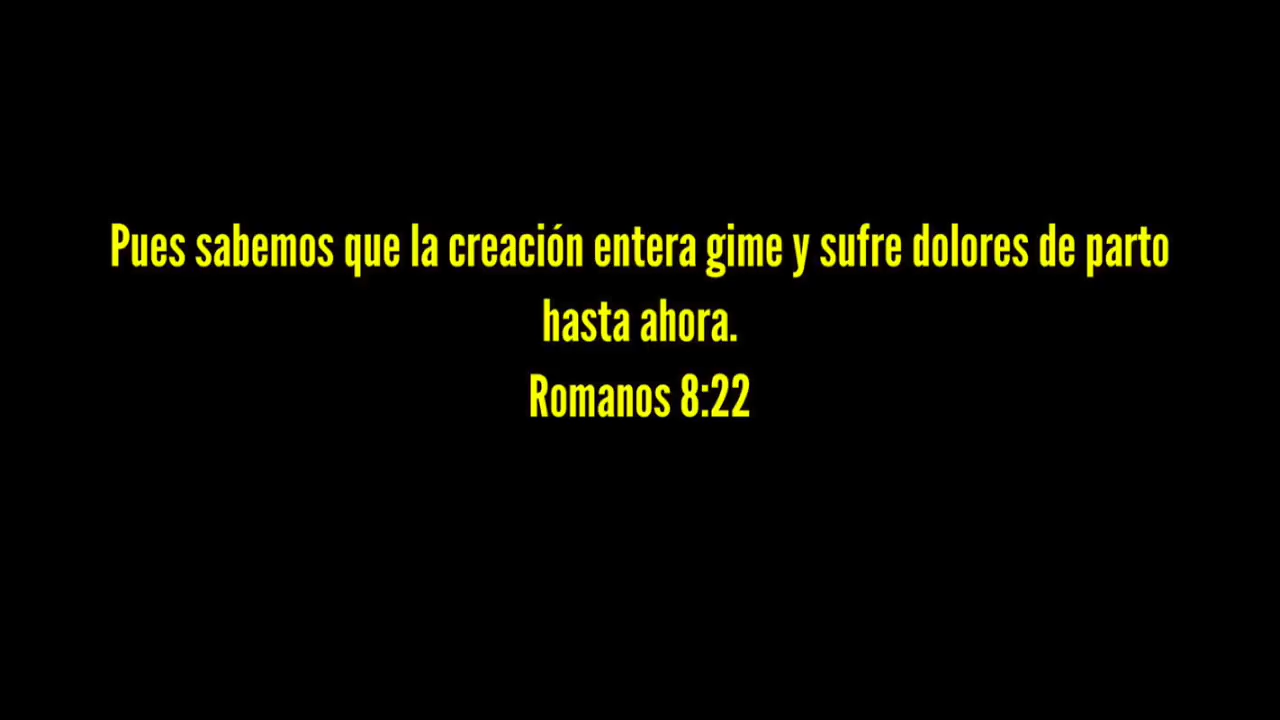 Pues sabemos que la creación entera gime y sufre dolores de parto
hasta ahora.
Romanos 8:22